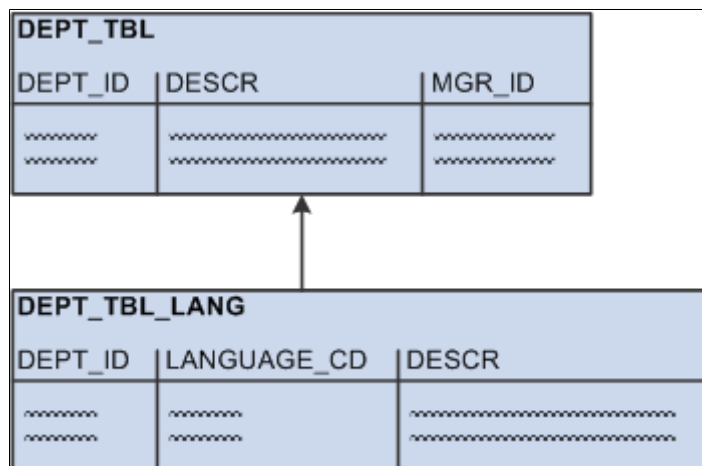 DEPT_TBL
DEPT_ID DESCR MGR_ID
DEPT_TBL_LANG
DEPT_ID LANGUAGE_CD DESCR